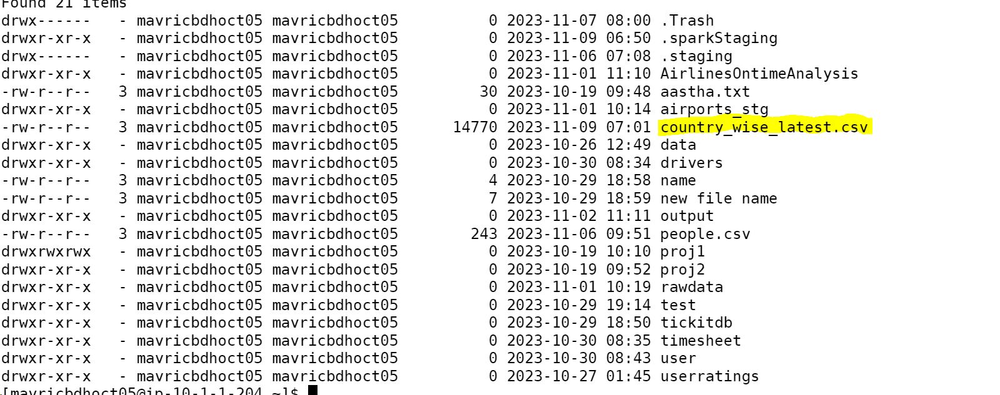 Found 21 items
drwx------   - mavricbdhoct05 mavricbdhoct05          0 2023-11-07 08:00 .Trash
drwxr-xr-x   - mavricbdhoct05 mavricbdhoct05          0 2023-11-09 06:50 .sparkStaging
drwx------   - mavricbdhoct05 mavricbdhoct05          0 2023-11-06 07:08 .staging
drwxr-xr-x   - mavricbdhoct05 mavricbdhoct05          0 2023-11-01 11:10 AirlinesOntimeAnalysis
-rw-r--r--   3 mavricbdhoct05 mavricbdhoct05         30 2023-10-19 09:48 aastha.txt
drwxr-xr-x   - mavricbdhoct05 mavricbdhoct05          0 2023-11-01 10:14 airports_stg
-rw-r--r--   3 mavricbdhoct05 mavricbdhoct05      14770 2023-11-09 07:01 country_wise_latest.csv
drwxr-xr-x   - mavricbdhoct05 mavricbdhoct05          0 2023-10-26 12:49 data
drwxr-xr-x   - mavricbdhoct05 mavricbdhoct05          0 2023-10-30 08:34 drivers
-rw-r--r--   3 mavricbdhoct05 mavricbdhoct05          4 2023-10-29 18:58 name
-rw-r--r--   3 mavricbdhoct05 mavricbdhoct05          7 2023-10-29 18:59 new file name
drwxr-xr-x   - mavricbdhoct05 mavricbdhoct05          0 2023-11-02 11:11 output
-rw-r--r--   3 mavricbdhoct05 mavricbdhoct05        243 2023-11-06 09:51 people.csv
drwxrwxrwx   - mavricbdhoct05 mavricbdhoct05          0 2023-10-19 10:10 proj1
drwxr-xr-x   - mavricbdhoct05 mavricbdhoct05          0 2023-10-19 09:52 proj2
drwxr-xr-x   - mavricbdhoct05 mavricbdhoct05          0 2023-11-01 10:19 rawdata
drwxr-xr-x   - mavricbdhoct05 mavricbdhoct05          0 2023-10-29 19:14 test
drwxr-xr-x   - mavricbdhoct05 mavricbdhoct05          0 2023-10-29 18:50 tickitdb
drwxr-xr-x   - mavricbdhoct05 mavricbdhoct05          0 2023-10-30 08:35 timesheet
drwxr-xr-x   - mavricbdhoct05 mavricbdhoct05          0 2023-10-30 08:43 user
drwxr-xr-x   - mavricbdhoct05 mavricbdhoct05          0 2023-10-27 01:45 userratings
[mavricbdhoct05@ip-10-1-1-204 ~]$